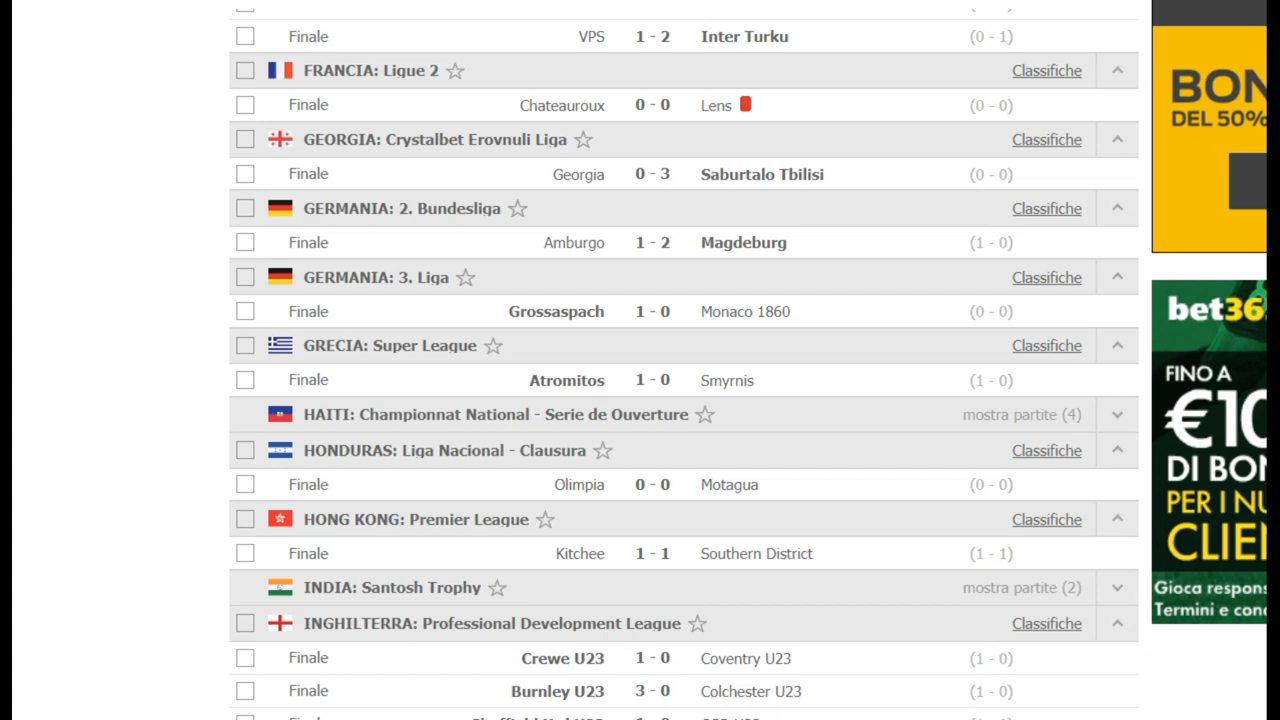 Finale VPS 1 - 2 Inter Turku (0 - 1)
FRANCIA: Ligue 2 Classifiche
Finale Chateauroux 0 - 0 Lens (0 - 0)
GEORGIA: Crystalbet Erovnuli Liga Classifiche
Finale Georgia 0 - 3 Saburtalo Tbilisi (0 - 0)
GERMANIA: 2. Bundesliga Classifiche
Finale Amburgo 1 - 2 Magdeburg (1 - 0)
GERMANIA: 3. Liga Classifiche
Finale Grossaspach 1 - 0 Monaco 1860 (0 - 0)
GRECIA: Super League Classifiche
Finale Atromitos 1 - 0 Smyrnis (1 - 0)
HAITI: Championnat National - Serie de Ouverture mostra partite (4)
HONDURAS: Liga Nacional - Clausura Classifiche
Finale Olimpia 0 - 0 Motagua (0 - 0)
HONG KONG: Premier League Classifiche
Finale Kitchee 1 - 1 Southern District (1 - 1)
INDIA: Santosh Trophy mostra partite (2)
INGHILTERRA: Professional Development League Classifiche
Finale Crewe U23 1 - 0 Coventry U23 (1 - 0)
Finale Burnley U23 3 - 0 Colchester U23 (1 - 0)
BON
DEL 50%
bet36
FINO A
€10
DI BON
PER I NU
CLIE
Gioca respons
Termini e con